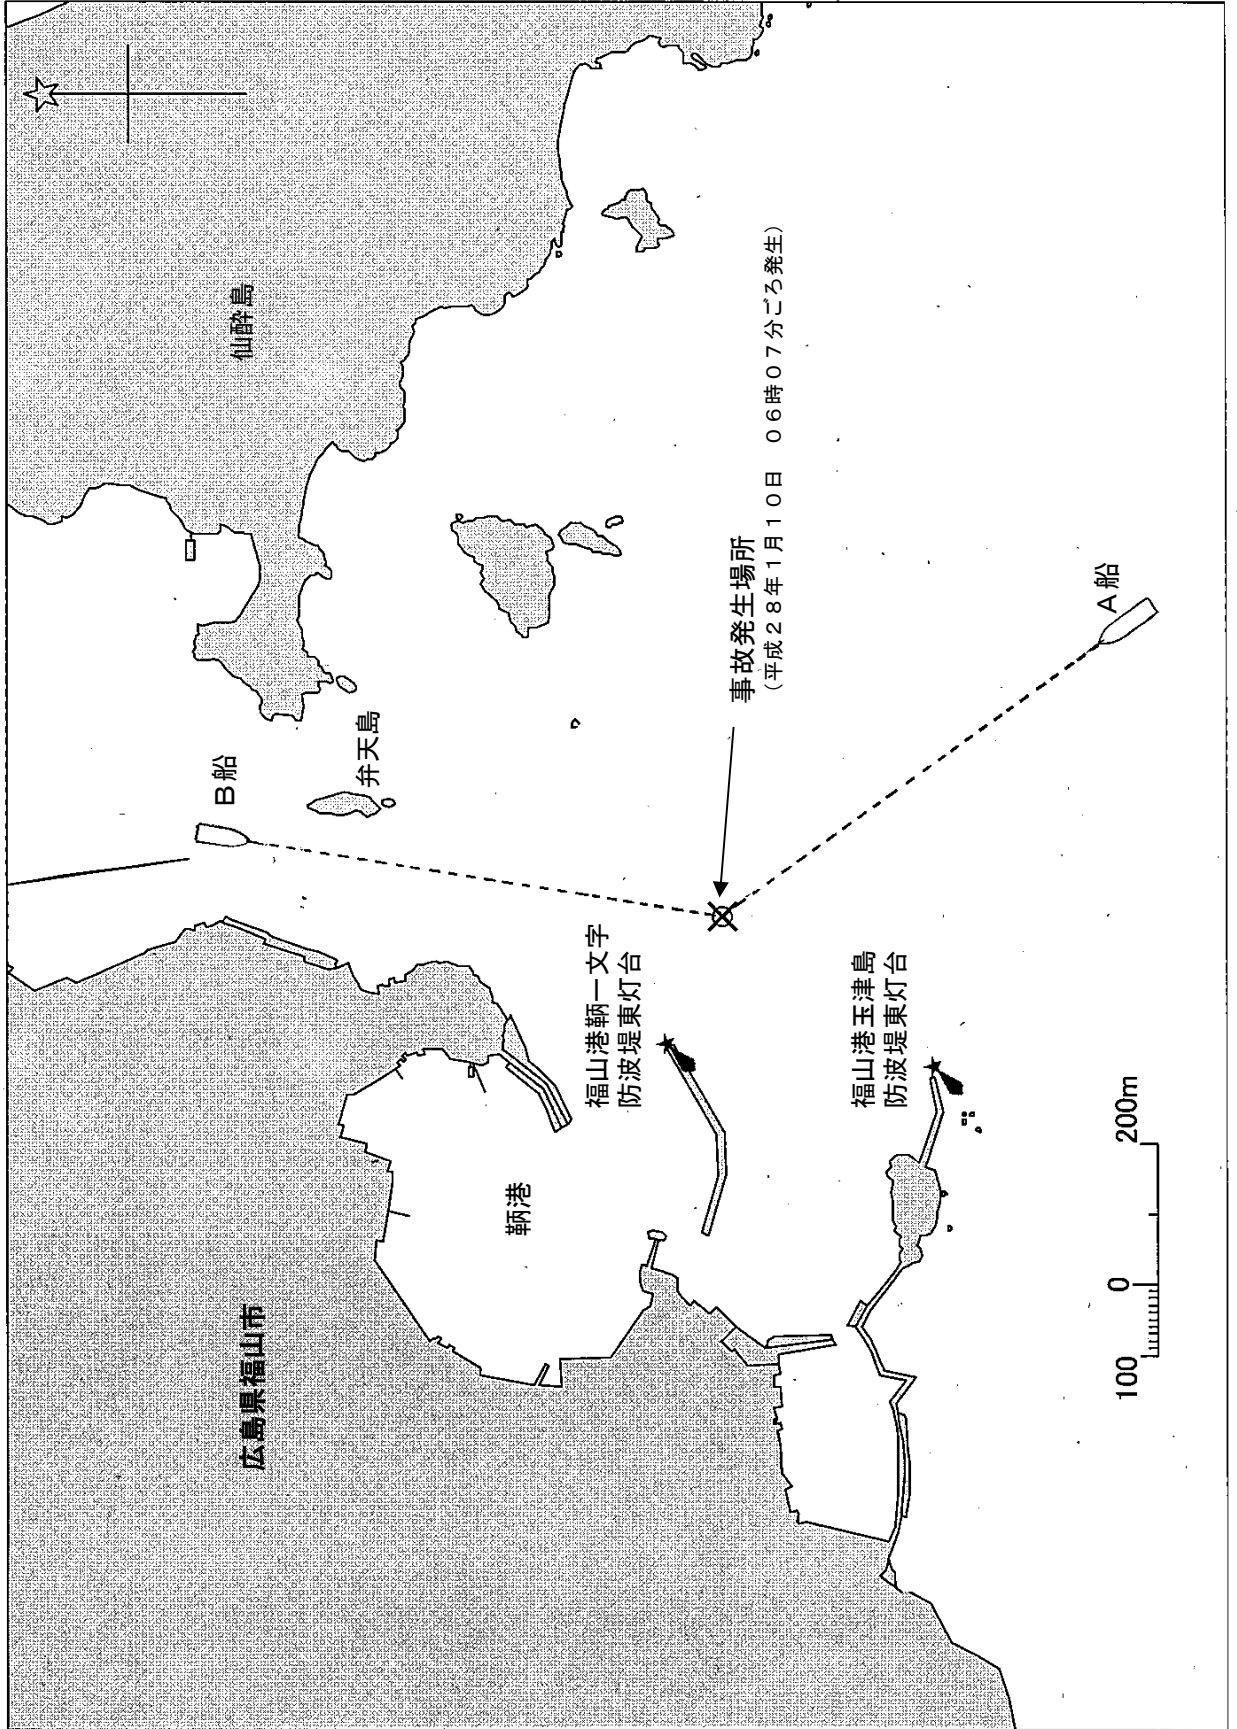 広島県福山市
仙酔島
B船
弁天島
鞆港
福山港鞆一文字
防波堤東灯台
事故発生場所
(平成28年1月10日 06時07分ごろ発生)
福山港玉津島
防波堤東灯台
A船
100 0 200m